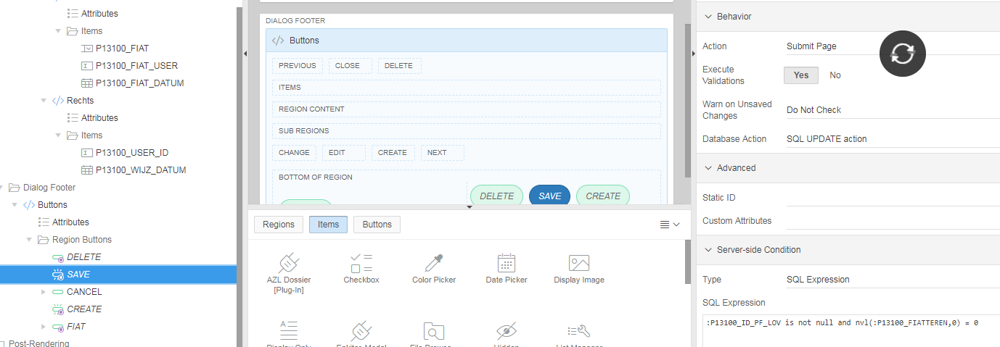 Attributes
Items
P13100_FIAT
P13100_FIAT_USER
P13100_FIAT_DATUM
Rechts
Attributes
Items
P13100_USER_ID
P13100_WIJZ_DATUM
Dialog Footer
Buttons
Attributes
Region Buttons
DELETE
SAVE
CANCEL
CREATE
FIAT
Post-Rendering
DIALOG FOOTER
Buttons
PREVIOUS CLOSE DELETE
ITEMS
REGION CONTENT
SUB REGIONS
CHANGE EDIT CREATE NEXT
BOTTOM OF REGION
DELETE SAVE CREATE
Regions Items Buttons
AZL Dossier Checkbox Color Picker Date Picker Display Image
[Plug-In]
Display Only Enkitec Modal File Browse... Hidden List Manager
Behavior
Action Submit Page
Execute Yes No
Validations
Warn on Unsaved
Changes Do Not Check
Database Action SQL UPDATE action
Advanced
Static ID
Custom Attributes
Server-side Condition
Type SQL Expression
SQL Expression
:P13100_ID_PF_LOV is not null and nvl(:P13100_FIATTEREN,0) = 0